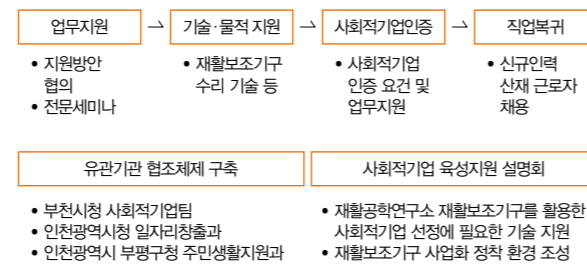 업무지원 → 기술·물적 지원 → 사회적기업인증 → 직업복귀
• 지원방안
협의
• 전문세미나
• 재활보조기구
수리 기술 등
• 사회적기업
인증 요건 및
업무지원
• 신규인력
산재 근로자
채용
유관기관 협조체제 구축
• 부천시청 사회적기업팀
• 인천광역시청 일자리창출과
• 인천광역시 부평구청 주민생활지원과
사회적기업 육성지원 설명회
• 재활공학연구소 재활보조기구를 활용한
사회적기업 선정에 필요한 기술 지원
• 재활보조기구 사업화 정착 환경 조성